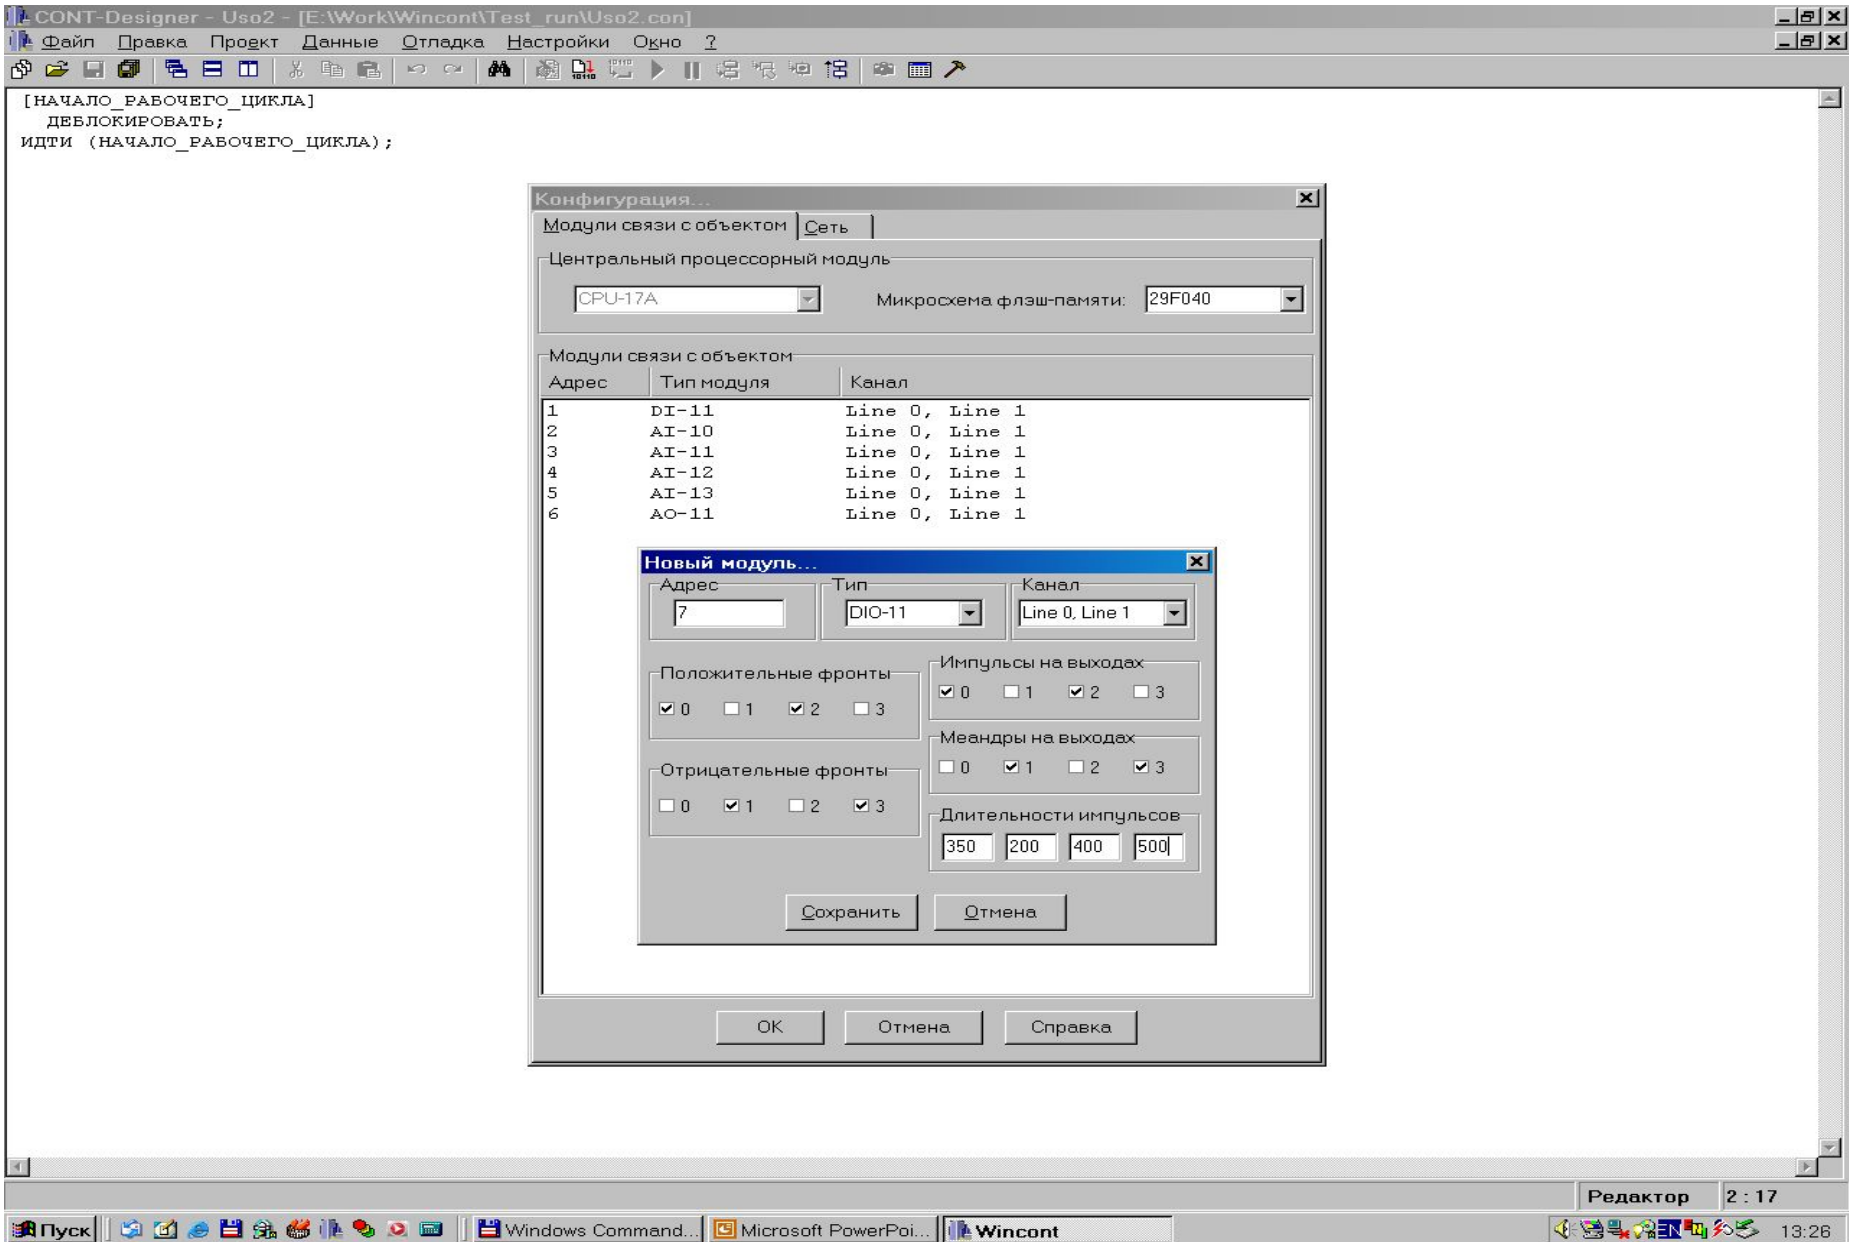 CONT-Designer - Uso2 - [E:\Work\Wincont\Test_run\Uso2.con]
Файл Правка Проект Данные Отладка Настройки Окно ?
[НАЧАЛО_РАБОЧЕГО_ЦИКЛА]
ДЕБЛОКИРОВАТЬ;
ИДТИ (НАЧАЛО_РАБОЧЕГО_ЦИКЛА);
Конфигурация...
Модули связи с объектом Сеть
Центральный процессорный модуль
CPU-17A Микросхема флэш-памяти: 29F040
Модули связи с объектом
Адрес Тип модуля Канал
1 DI-11 Line 0, Line 1
2 AI-10 Line 0, Line 1
3 AI-11 Line 0, Line 1
4 AI-12 Line 0, Line 1
5 AI-13 Line 0, Line 1
6 AO-11 Line 0, Line 1
Новый модуль...
Адрес Тип Канал
7 DIO-11 Line 0, Line 1
Положительные фронты
0 1 2 3
Отрицательные фронты
0 1 2 3
Импульсы на выходах
0 1 2 3
Меандры на выходах
0 1 2 3
Длительности импульсов
350 200 400 500
Сохранить Отмена
OK Отмена Справка
Редактор 2 : 17
Пуск Windows Command... Microsoft PowerPoi... Wincont EN 13:26